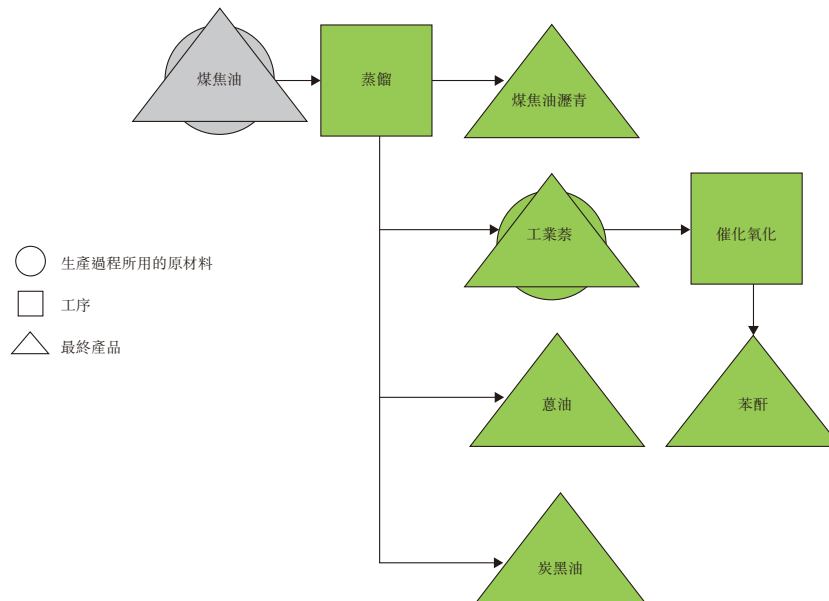 煤焦油
蒸餾
煤焦油瀝青
工業萘
催化氧化
生產過程所用的原材料
工序
最終產品
蒽油
苯酐
炭黑油